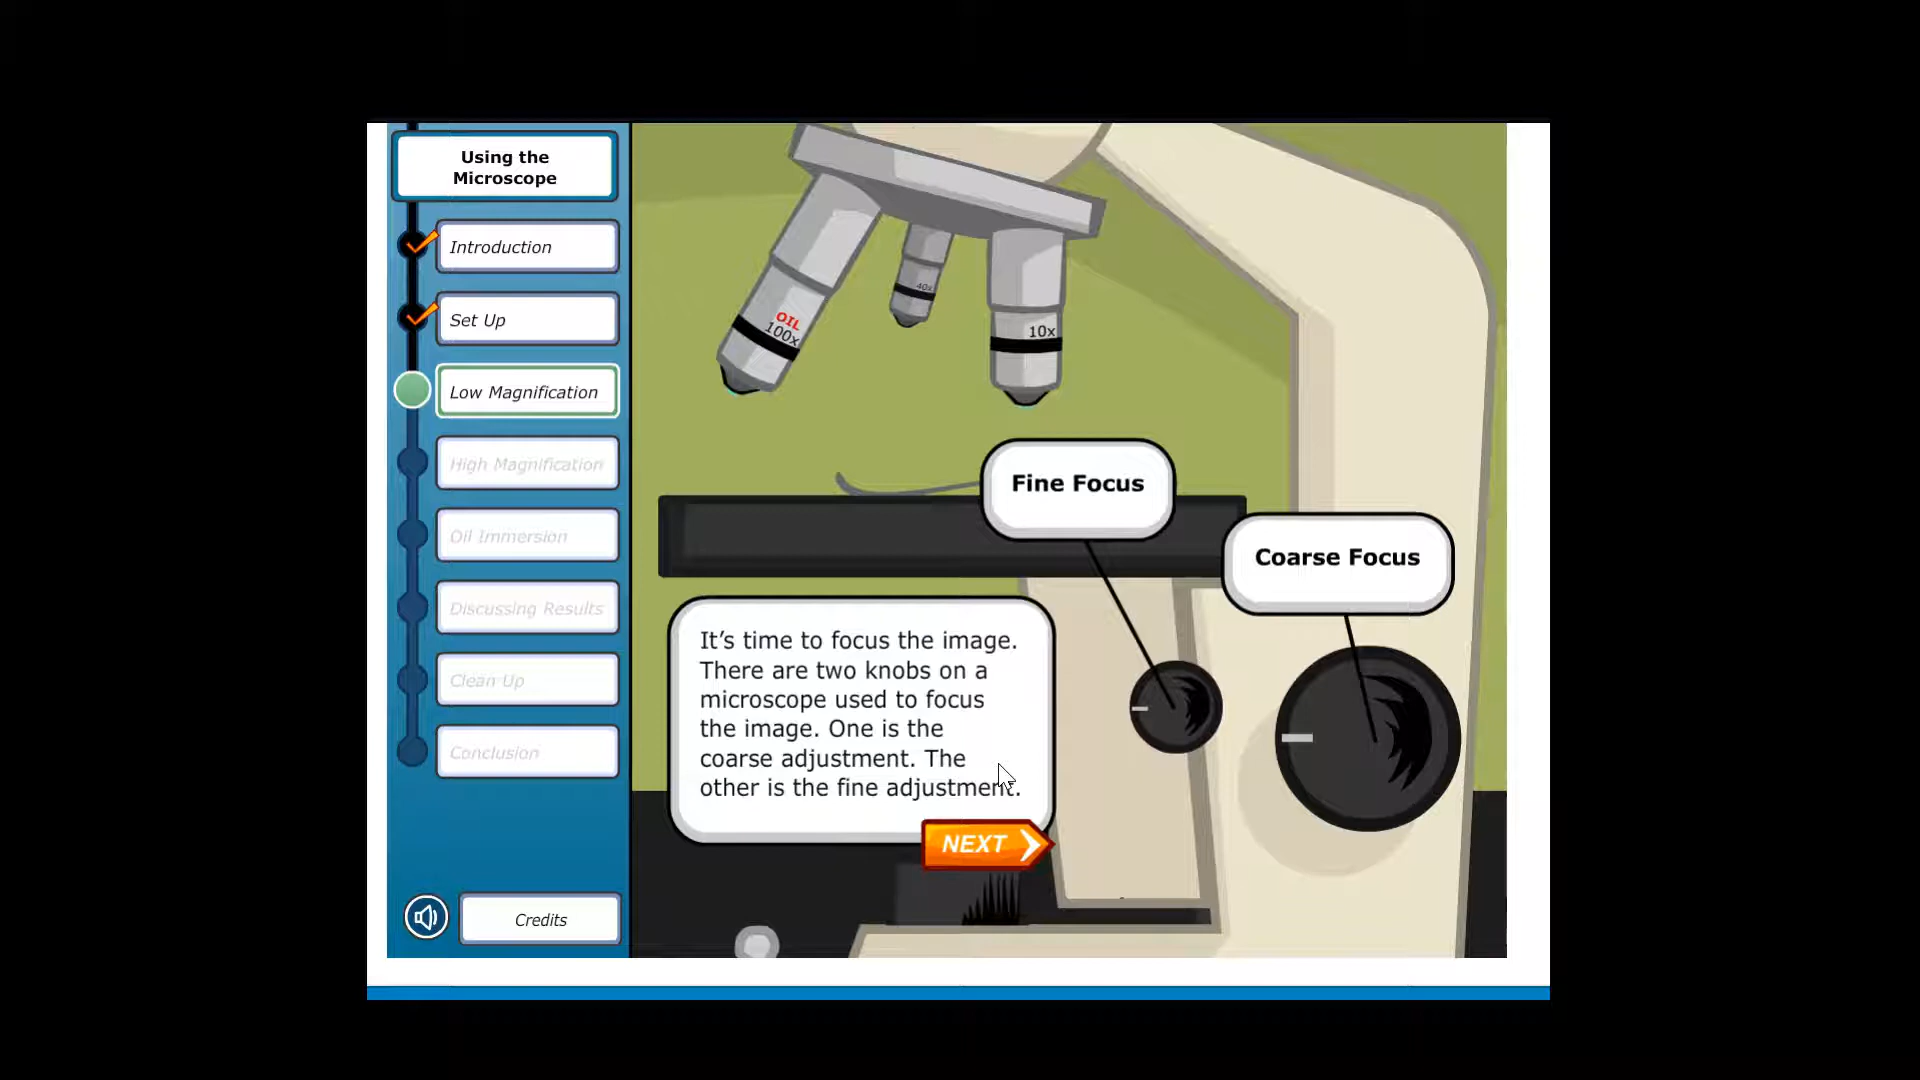 Using the
Microscope
Introduction
Set Up
Low Magnification
High Magnification
Oil Immersion
Discussing Results
Clean Up
Conclusion
Credits
OIL
100x
40x
10x
Fine Focus
Coarse Focus
It’s time to focus the image.
There are two knobs on a
microscope used to focus
the image. One is the
coarse adjustment. The
other is the fine adjustment.
NEXT